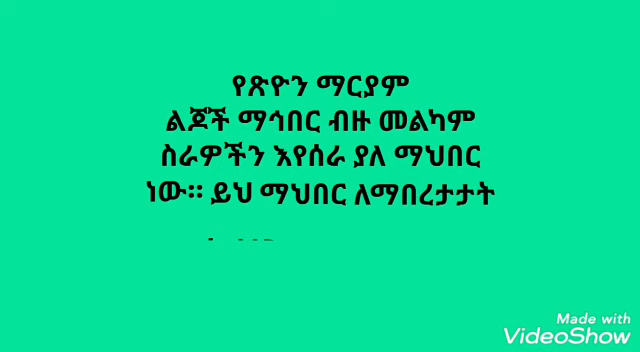 የጽዮን ማርያም
ልጆች ማኅበር ብዙ መልካም
ስራዎችን እየሰራ ያለ ማህበር
ነው። ይህ ማህበር ለማበረታታት
Made with
VideoShow